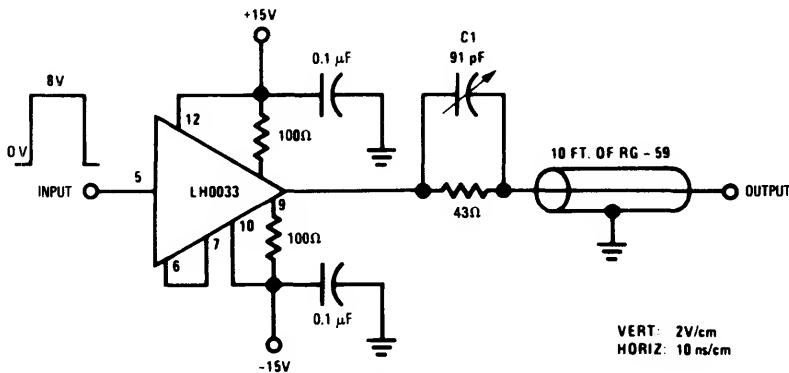 +15V
C1
91 pF
0.1 μF
8V
0V
12
100Ω
10 FT. OF RG - 59
INPUT
5
LH0033
OUTPUT
9
10
43Ω
7
100Ω
6
0.1 μF
-15V
VERT: 2V/cm
HORIZ: 10 ns/cm